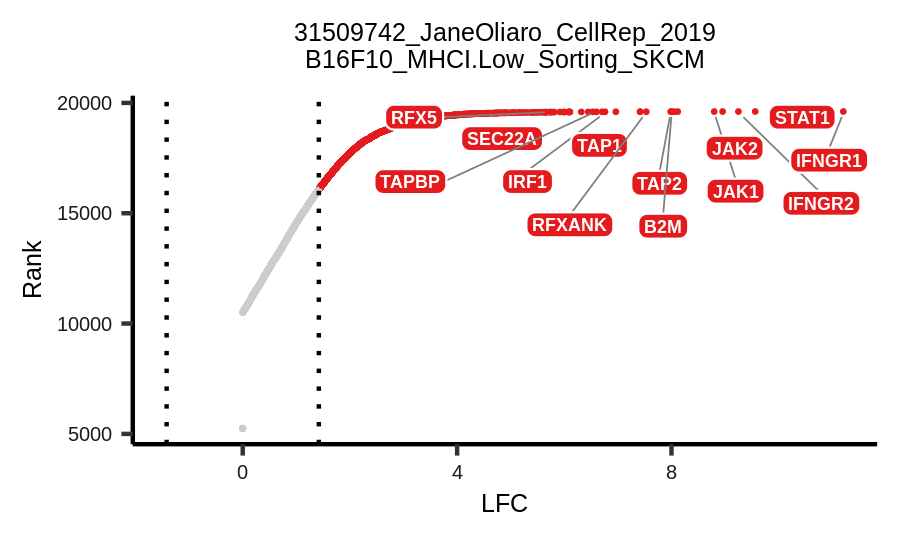 31509742_JaneOliaro_CellRep_2019
B16F10_MHCI.Low_Sorting_SKCM
Rank
20000
15000
10000
5000
RFX5
STAT1
SEC22A
TAP1
JAK2
IFNGR1
TAPBP
IRF1
TAP2
JAK1
IFNGR2
RFXANK
B2M
0 4 8
LFC